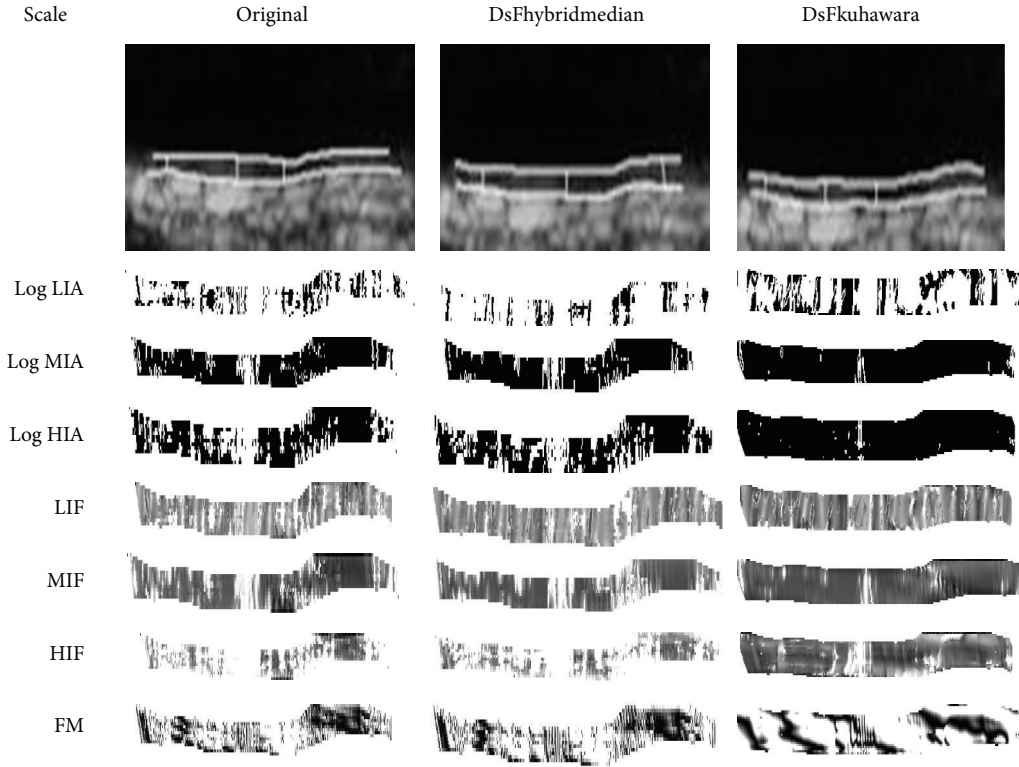 Scale Original DsFhybridmedian DsFkuhawara
Log LIA
Log MIA
Log HIA
LIF
MIF
HIF
FM